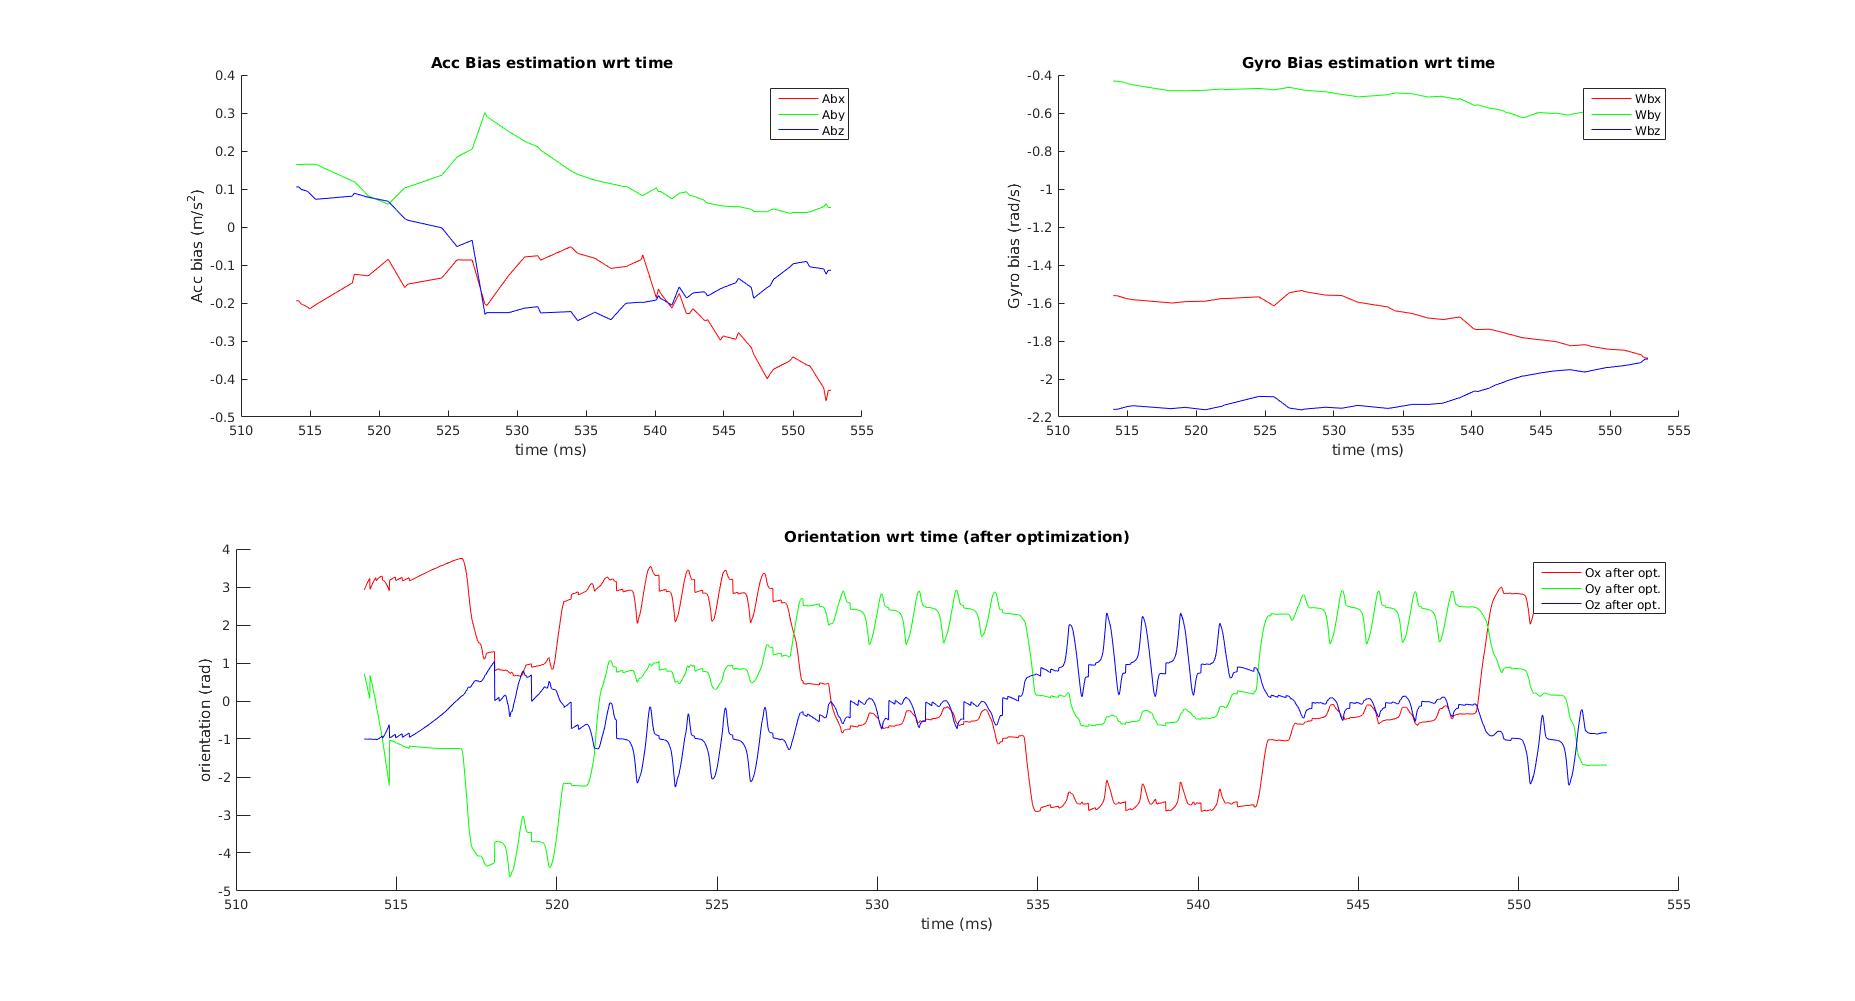 Acc Bias estimation wrt time
0.4
0.3
0.2
0.1
0
-0.1
-0.2
-0.3
-0.4
-0.5
Acc bias (m/s²)
510 515 520 525 530 535 540 545 550 555
time (ms)
Abx
Aby
Abz
Gyro Bias estimation wrt time
-0.4
-0.6
-0.8
-1
-1.2
-1.4
-1.6
-1.8
-2
-2.2
Gyro bias (rad/s)
510 515 520 525 530 535 540 545 550 555
time (ms)
Wbx
Wby
Wbz
Orientation wrt time (after optimization)
4
3
2
1
0
-1
-2
-3
-4
-5
orientation (rad)
510 515 520 525 530 535 540 545 550 555
time (ms)
Ox after opt.
Oy after opt.
Oz after opt.